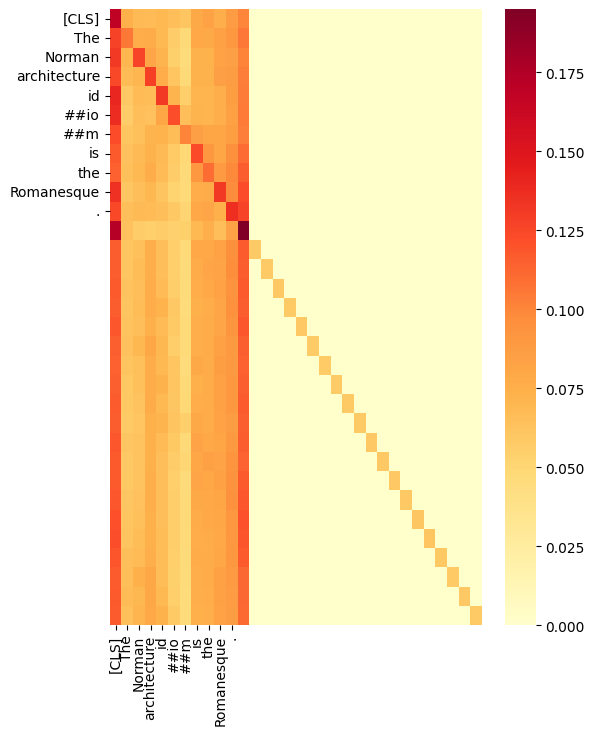 [CLS]
The
Norman
architecture
id
##io
##m
is
the
Romanesque
.
[CLS]
The
Norman
architecture
id
##io
##m
is
the
Romanesque
.
0.175
0.150
0.125
0.100
0.075
0.050
0.025
0.000